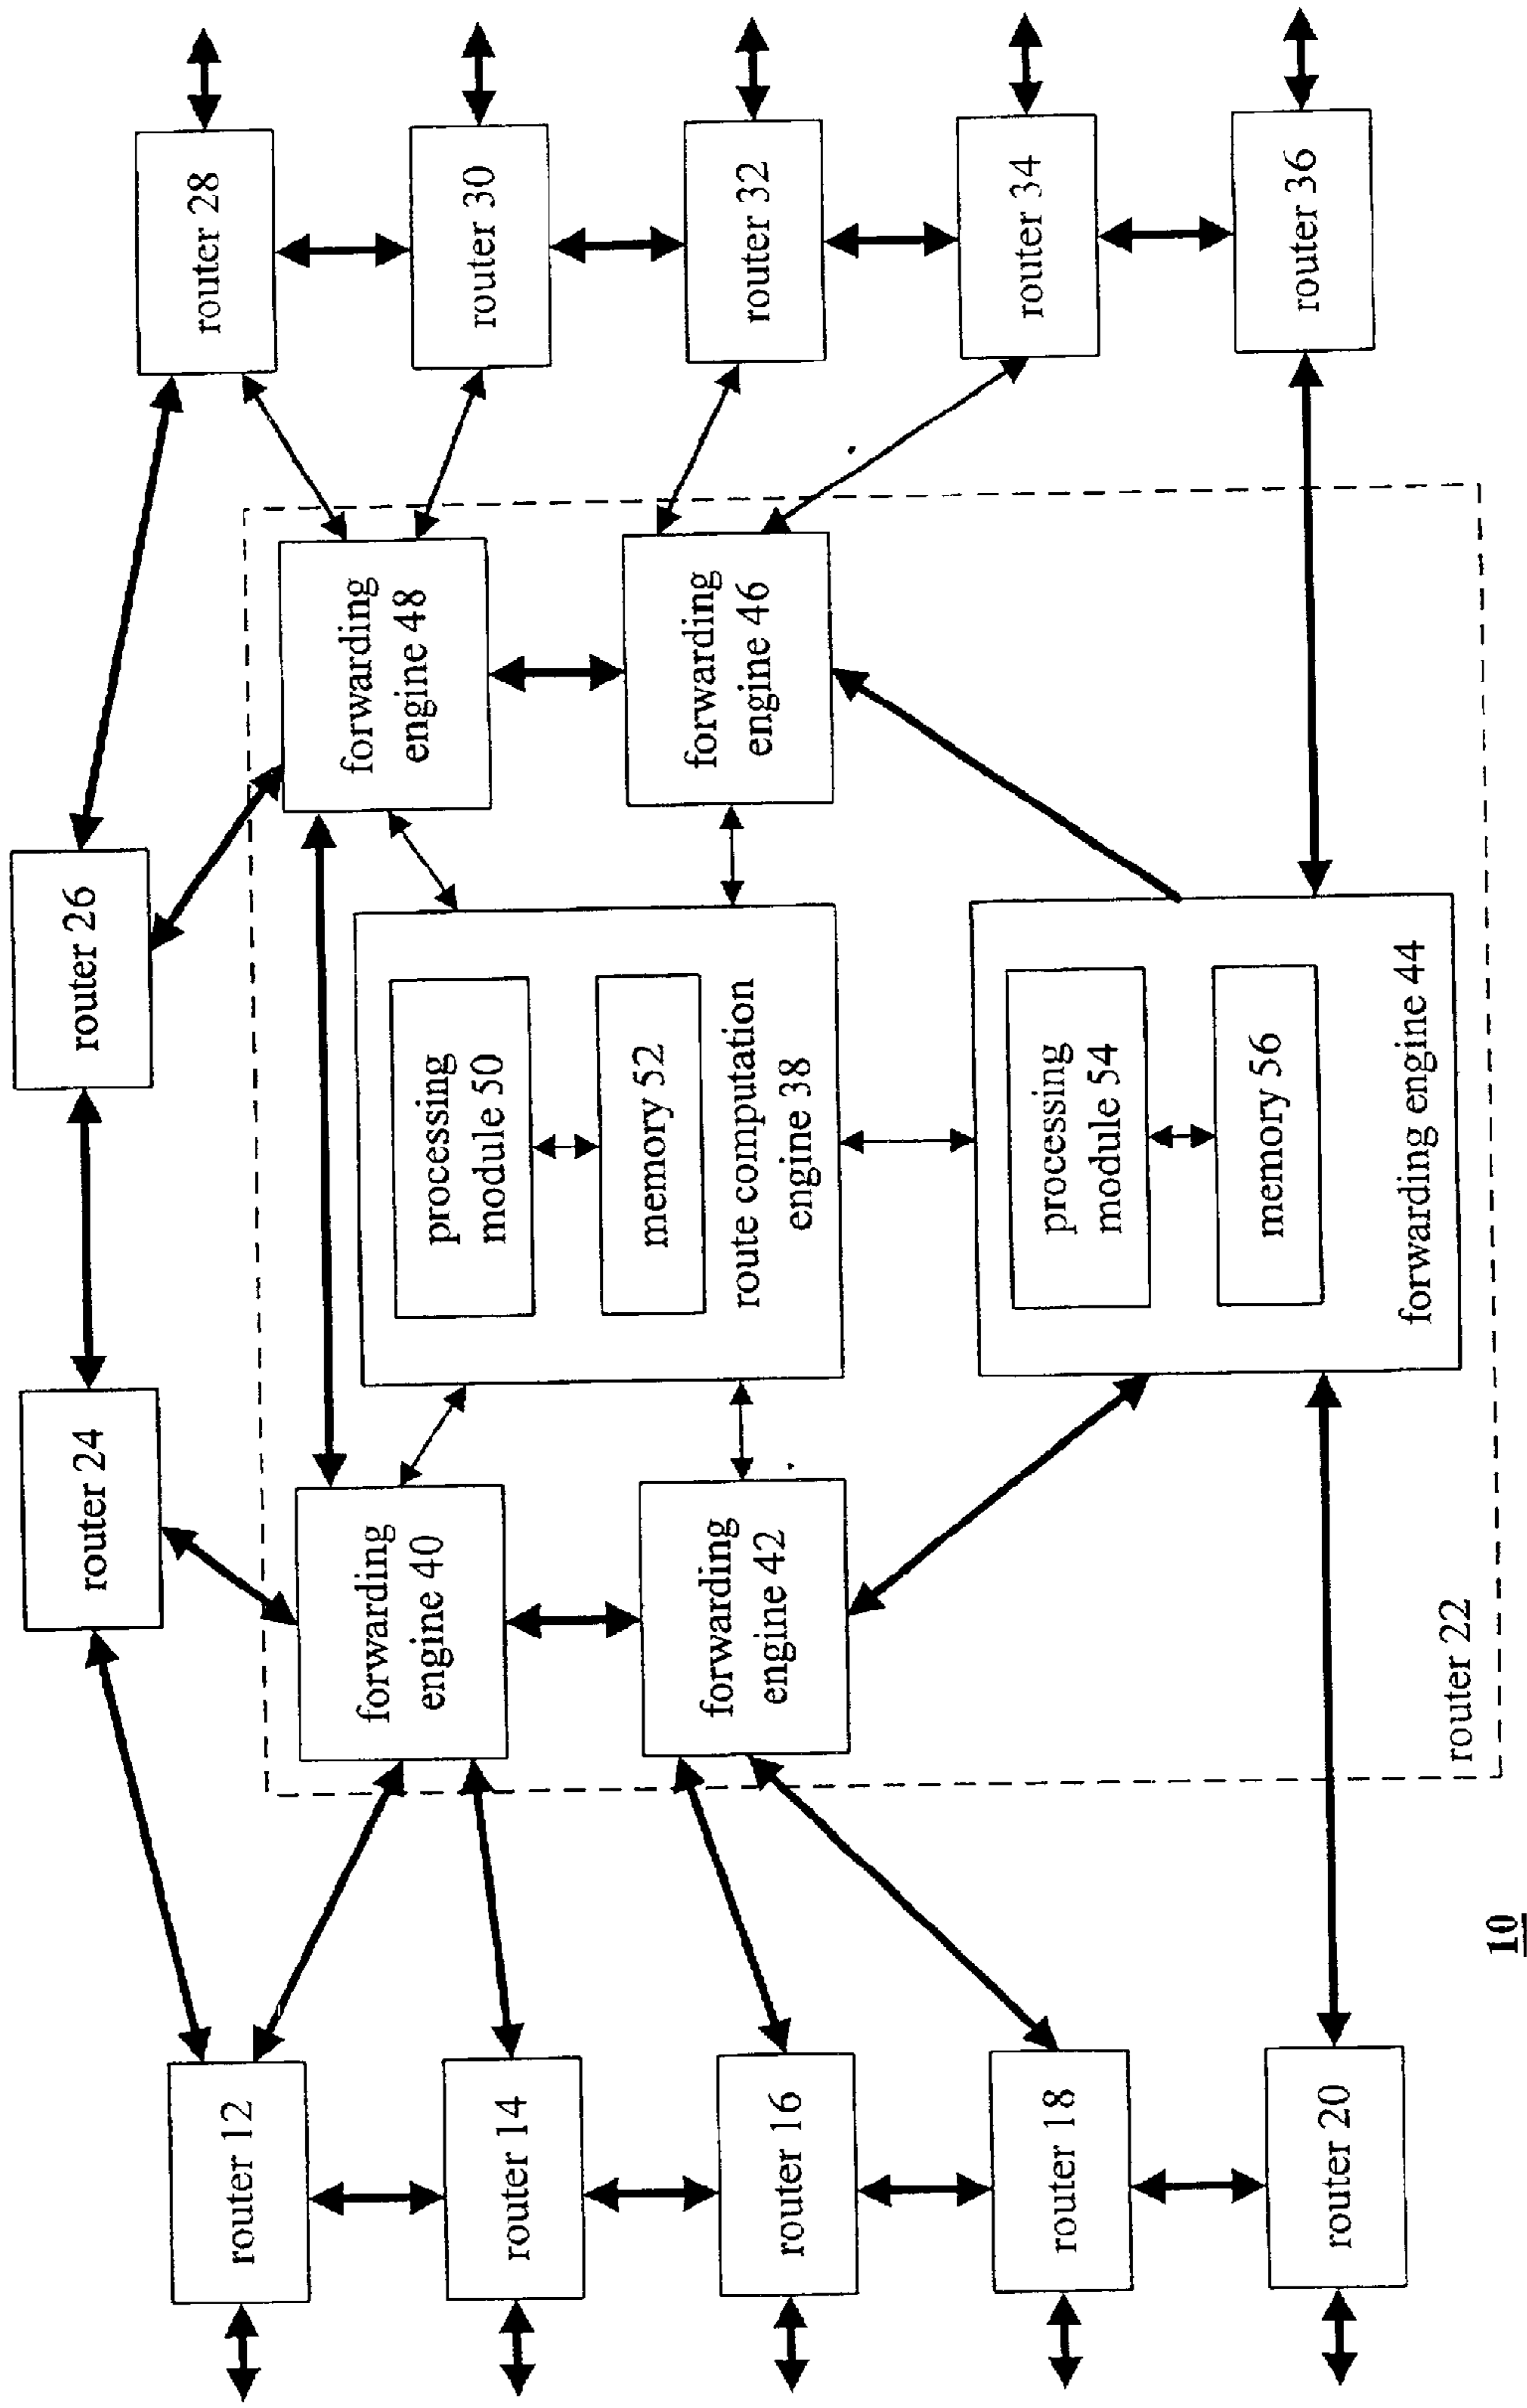 router 24
router 26
router 12
router 14
router 16
router 18
router 20
forwarding
engine 40
forwarding
engine 42
processing
module 50
memory 52
route computation
engine 38
forwarding
engine 48
forwarding
engine 46
processing
module 54
memory 56
forwarding engine 44
router 22
router 28
router 30
router 32
router 34
router 36
10